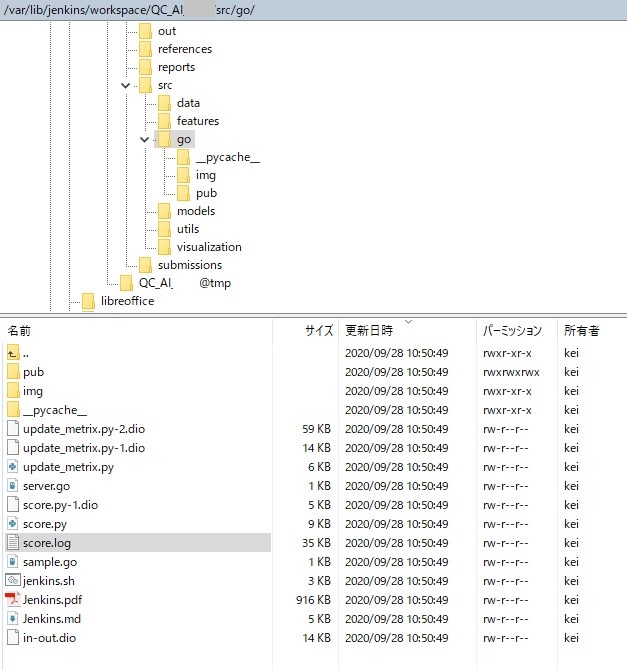 /var/lib/jenkins/workspace/QC_AI_ /src/go/
out
references
reports
src
data
features
go
__pycache__
img
pub
models
utils
visualization
submissions
QC_AI_ @tmp
libreoffice
名前 サイズ 更新日時 パーミッション 所有者
.. 2020/09/28 10:50:49 rwxr-xr-x kei
pub 2020/09/28 10:50:49 rwxrwxrwx kei
img 2020/09/28 10:50:49 rwxr-xr-x kei
__pycache__ 2020/09/28 10:50:49 rwxr-xr-x kei
update_metrix.py-2.dio 59 KB 2020/09/28 10:50:49 rw-r--r-- kei
update_metrix.py-1.dio 14 KB 2020/09/28 10:50:49 rw-r--r-- kei
update_metrix.py 6 KB 2020/09/28 10:50:49 rw-r--r-- kei
server.go 1 KB 2020/09/28 10:50:49 rw-r--r-- kei
score.py-1.dio 5 KB 2020/09/28 10:50:49 rw-r--r-- kei
score.py 9 KB 2020/09/28 10:50:49 rw-r--r-- kei
score.log 35 KB 2020/09/28 10:50:49 rw-r--r-- kei
sample.go 1 KB 2020/09/28 10:50:49 rw-r--r-- kei
jenkins.sh 3 KB 2020/09/28 10:50:49 rw-r--r-- kei
Jenkins.pdf 916 KB 2020/09/28 10:50:49 rw-r--r-- kei
Jenkins.md 5 KB 2020/09/28 10:50:49 rw-r--r-- kei
in-out.dio 14 KB 2020/09/28 10:50:49 rw-r--r-- kei